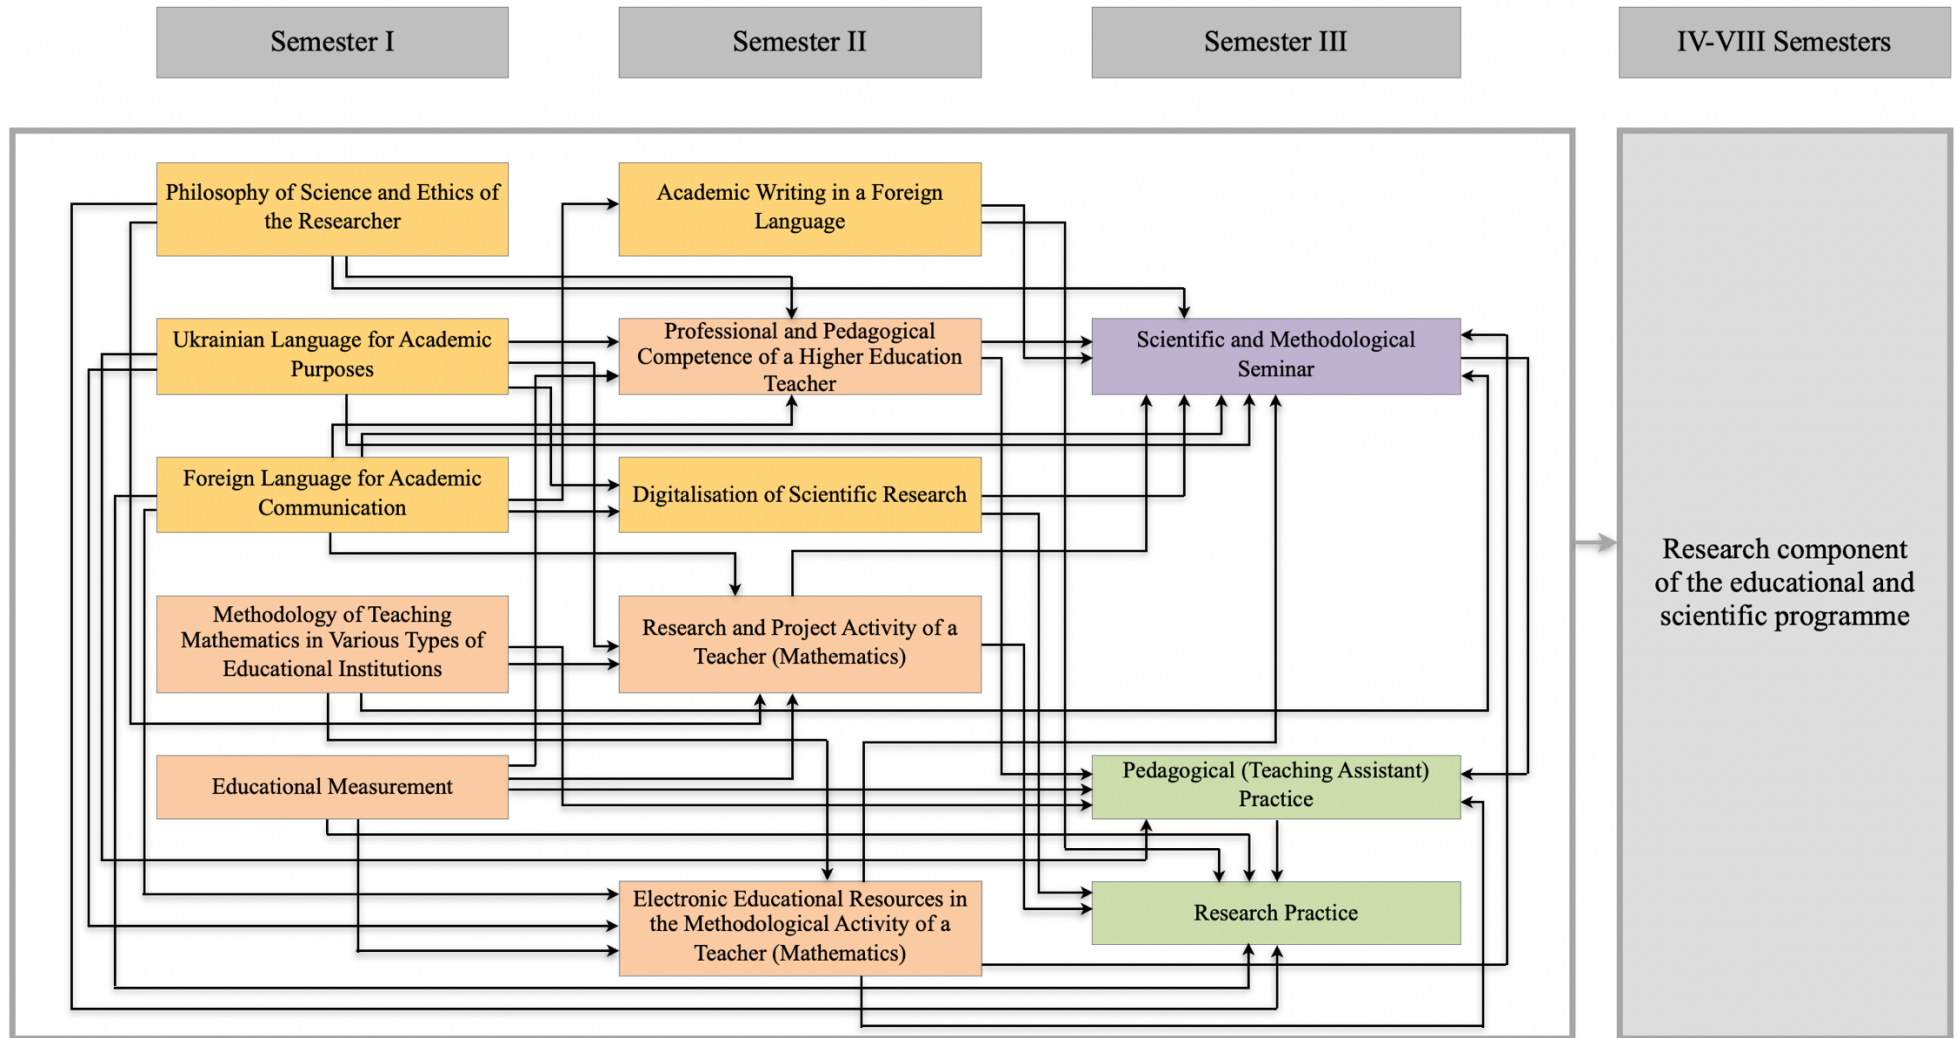 Semester I
Semester II
Semester III
IV-VIII Semesters
Philosophy of Science and Ethics of
the Researcher
Academic Writing in a Foreign
Language
Ukrainian Language for Academic
Purposes
Professional and Pedagogical
Competence of a Higher Education
Teacher
Scientific and Methodological
Seminar
Foreign Language for Academic
Communication
Digitalisation of Scientific Research
Methodology of Teaching
Mathematics in Various Types of
Educational Institutions
Research and Project Activity of a
Teacher (Mathematics)
Research component
of the educational and
scientific programme
Educational Measurement
Pedagogical (Teaching Assistant)
Practice
Electronic Educational Resources in
the Methodological Activity of a
Teacher (Mathematics)
Research Practice